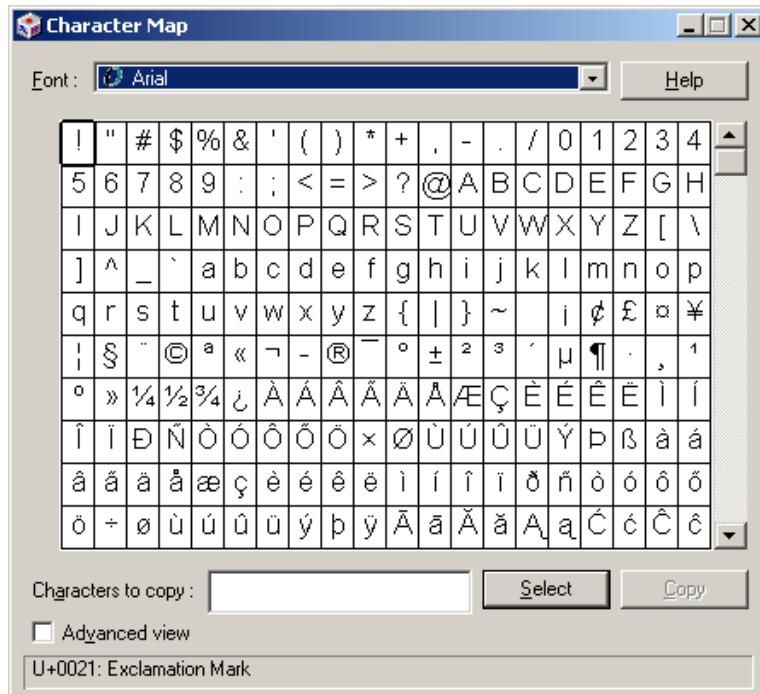 Character Map
Font : Arial Help
! " # $ % & ' ( ) * + , - . / 0 1 2 3 4
5 6 7 8 9 : ; < = > ? @ A B C D E F G H
I J K L M N O P Q R S T U V W X Y Z [ \
] ^ _ ` a b c d e f g h i j k l m n o p
q r s t u v w x y z { | } ~ ¡ ¢ £ ¤ ¥
¦ § ¨ © ª « ¬ - ® ¯ ° ± ² ³ ´ µ ¶ · ¸ ¹
º » ¼ ½ ¾ ¿ À Á Â Ã Ä Å Æ Ç È É Ê Ë Ì Í
Î Ï Ð Ñ Ò Ó Ô Õ Ö × Ø Ù Ú Û Ü Ý Þ ß à á
â ã ä å æ ç è é ê ë ì í î ï ð ñ ò ó ô õ
ö ÷ ø ù ú û ü ý þ ÿ Ā ā Ă ă Ą ą Ć ć Ĉ ĉ
Characters to copy : Select Copy
Advanced view
U+0021: Exclamation Mark